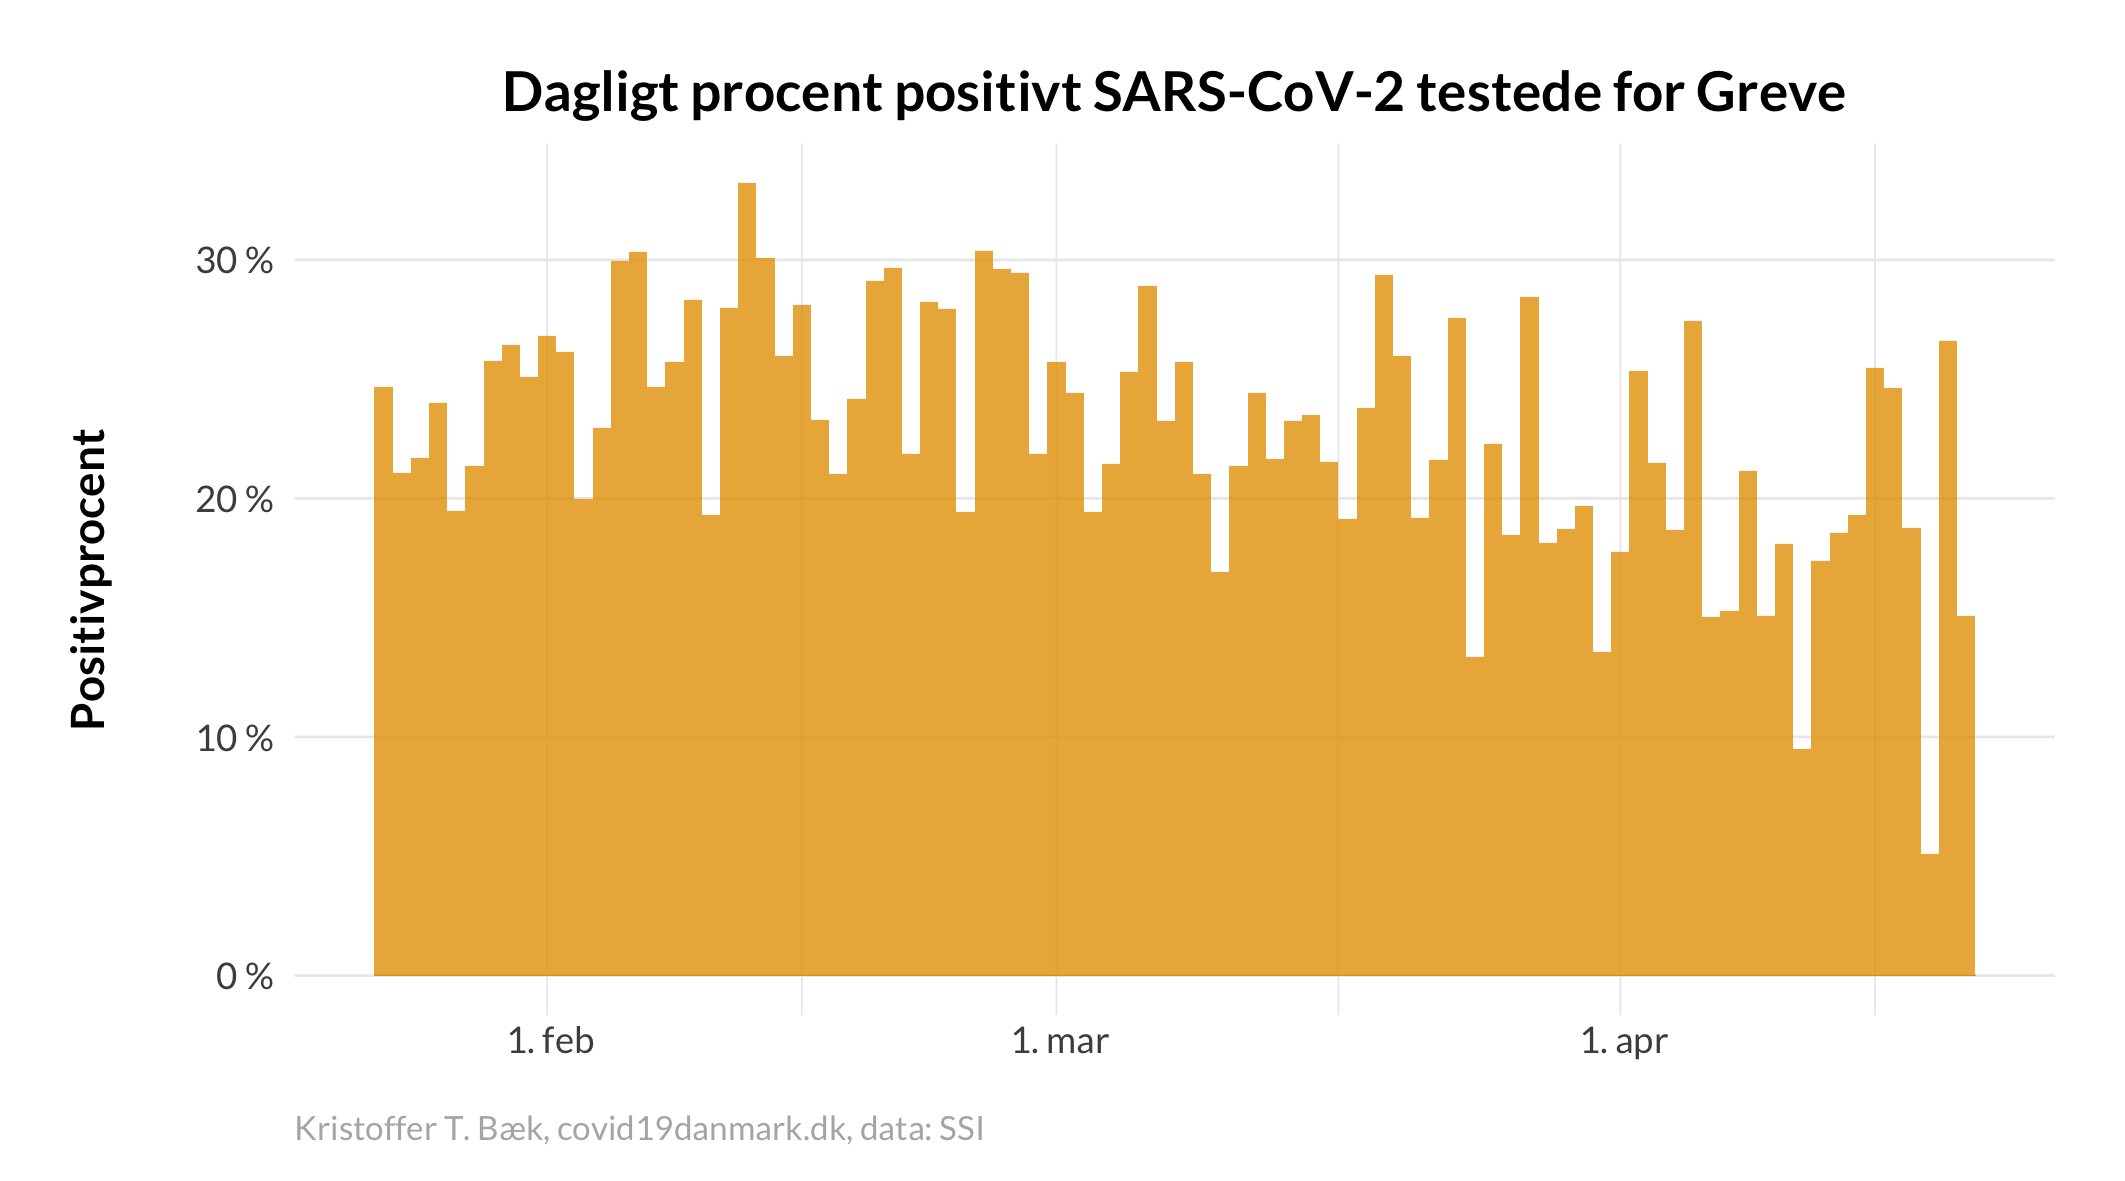 Dagligt procent positivt SARS-CoV-2 testede for Greve
Positivprocent
30 %
20 %
10 %
0 %
1. feb
1. mar
1. apr
Kristoffer T. Bæk, covid19danmark.dk, data: SSI